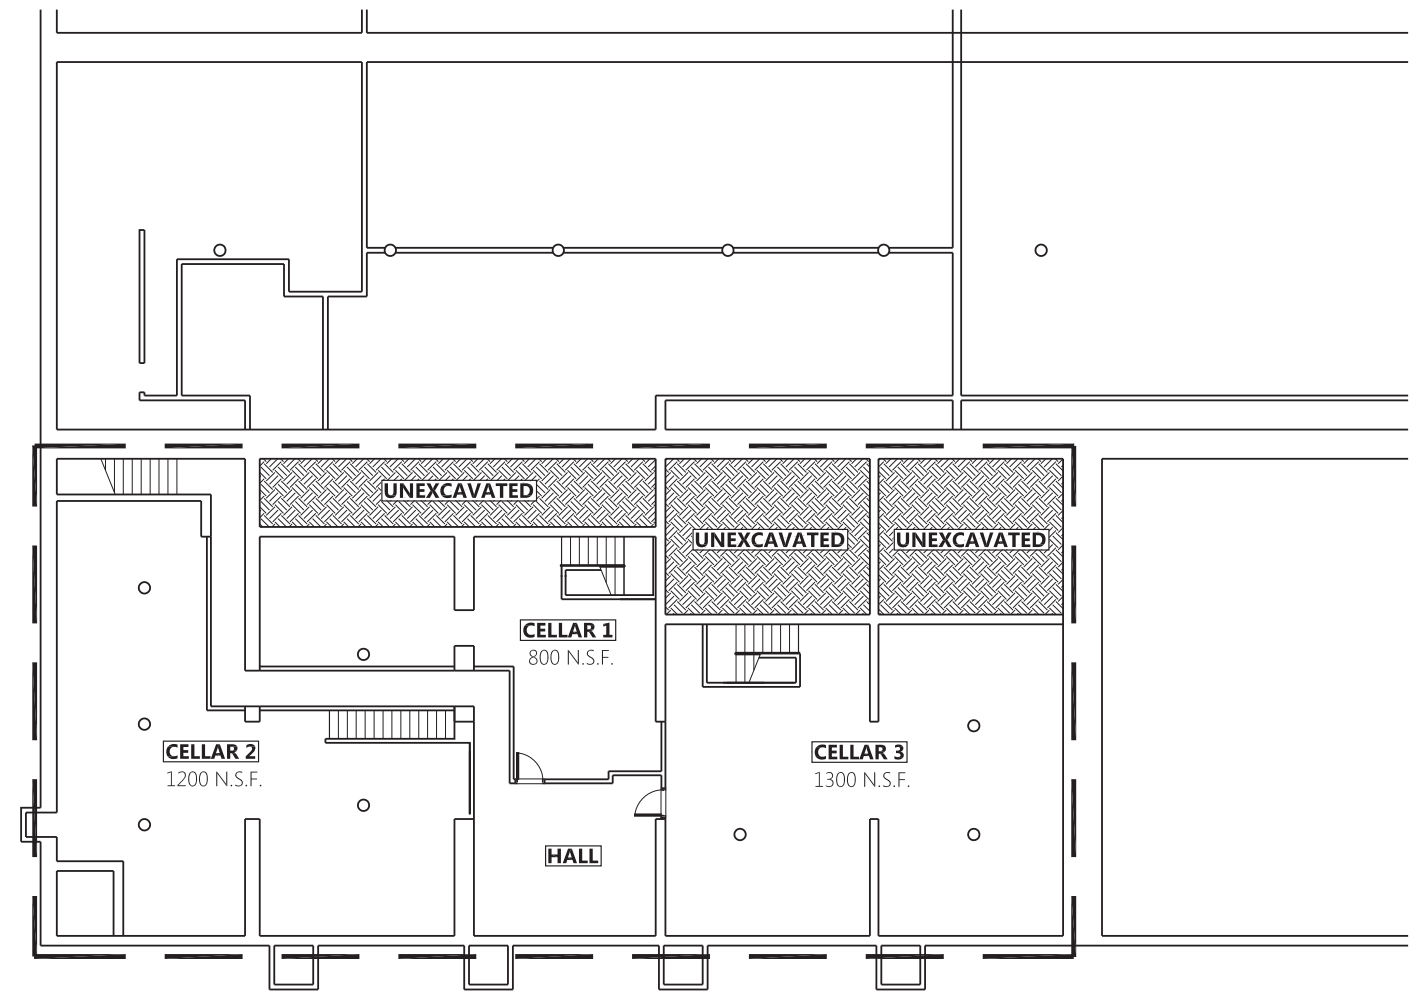 UNEXCAVATED
UNEXCAVATED
UNEXCAVATED
CELLAR 1
800 N.S.F.
CELLAR 2
1200 N.S.F.
CELLAR 3
1300 N.S.F.
HALL